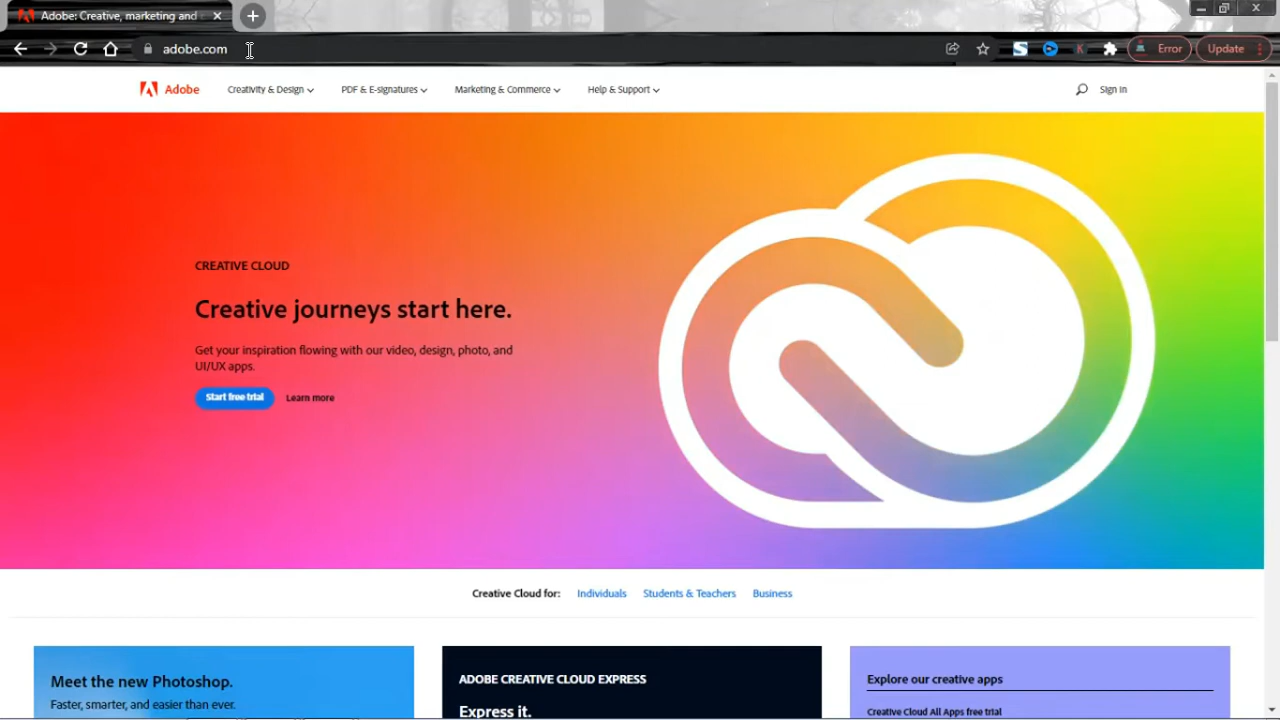 Adobe: Creative, marketing and
adobe.com
Error
Update
Adobe
Creativity & Design
PDF & E-signatures
Marketing & Commerce
Help & Support
Sign In
CREATIVE CLOUD
Creative journeys start here.
Get your inspiration flowing with our video, design, photo, and
UI/UX apps.
Start free trial
Learn more
Creative Cloud for:
Individuals
Students & Teachers
Business
Meet the new Photoshop.
Faster, smarter, and easier than ever.
ADOBE CREATIVE CLOUD EXPRESS
Express it.
Explore our creative apps
Creative Cloud All Apps free trial